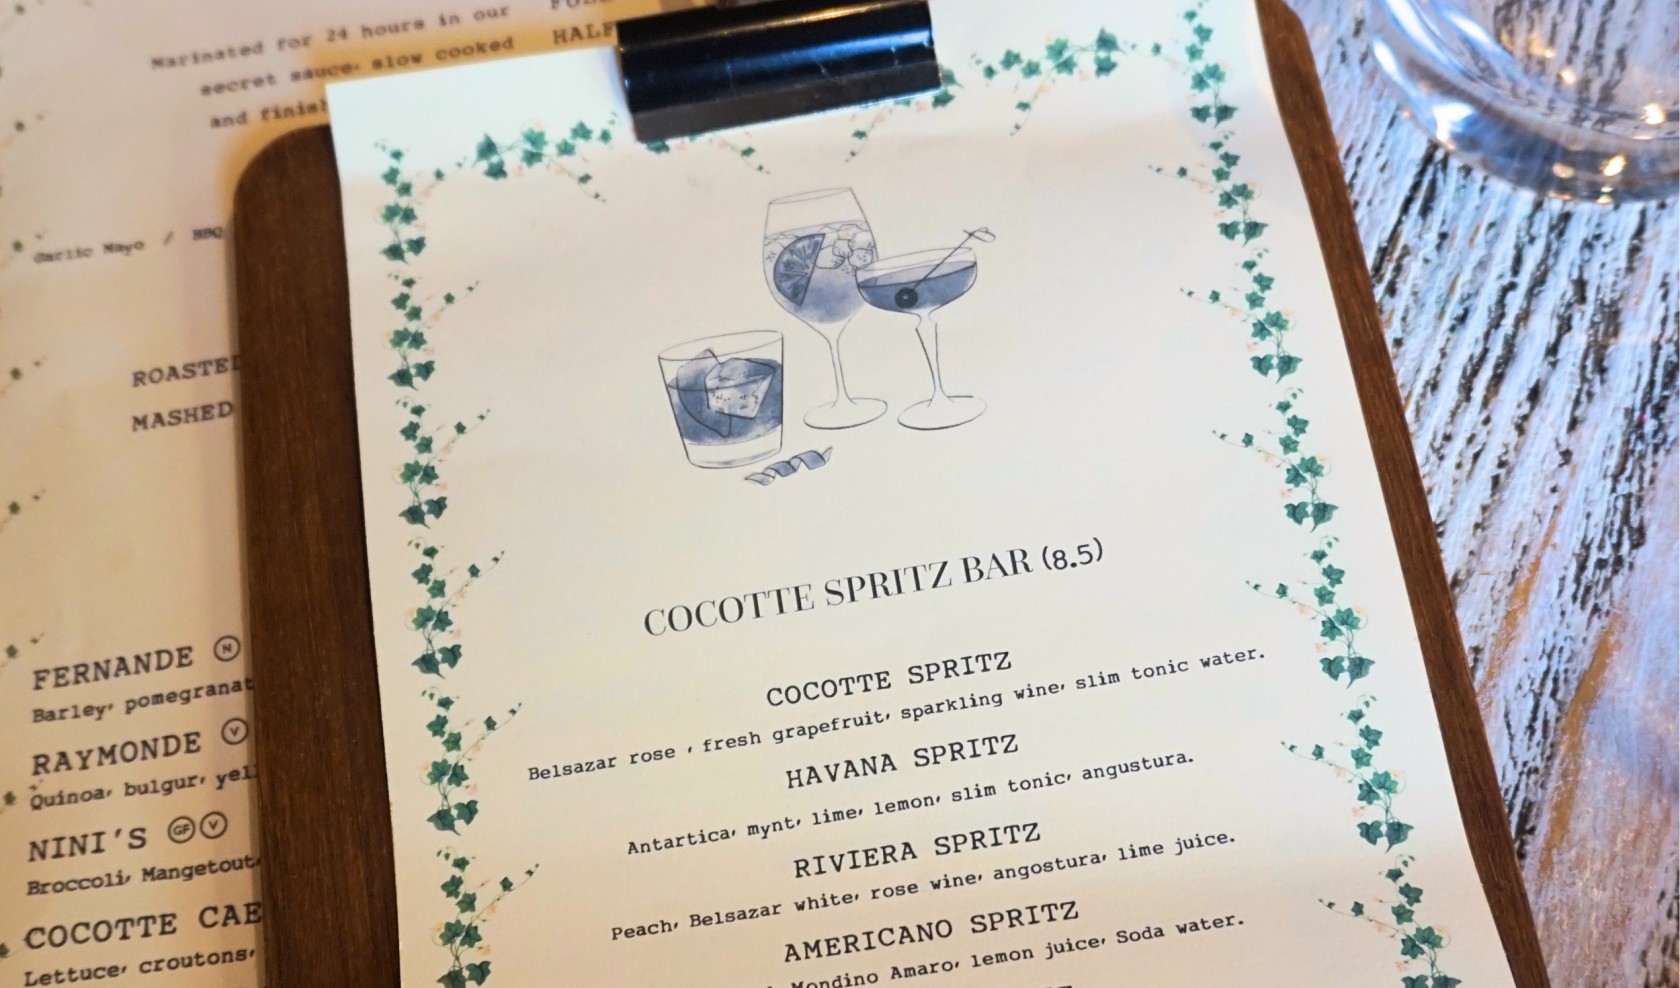 Marinated for 24 hours in our
secret sauce, slow cooked HALF
and finish
Garlic Mayo / BBQ
ROASTED
MASHED
FERNANDE N
Barley, pomegranat
RAYMONDE V
Quinoa, bulgur, yel
NINI'S GF V
Broccoli, Mangetout,
COCOTTE CAE
Lettuce, croutons,
COCOTTE SPRITZ BAR (8.5)
COCOTTE SPRITZ
Belsazar rose , fresh grapefruit, sparkling wine, slim tonic water.
HAVANA SPRITZ
Antartica, mynt, lime, lemon, slim tonic, angustura.
RIVIERA SPRITZ
Peach, Belsazar white, rose wine, angostura, lime juice.
AMERICANO SPRITZ
Mondino Amaro, lemon juice, Soda water.